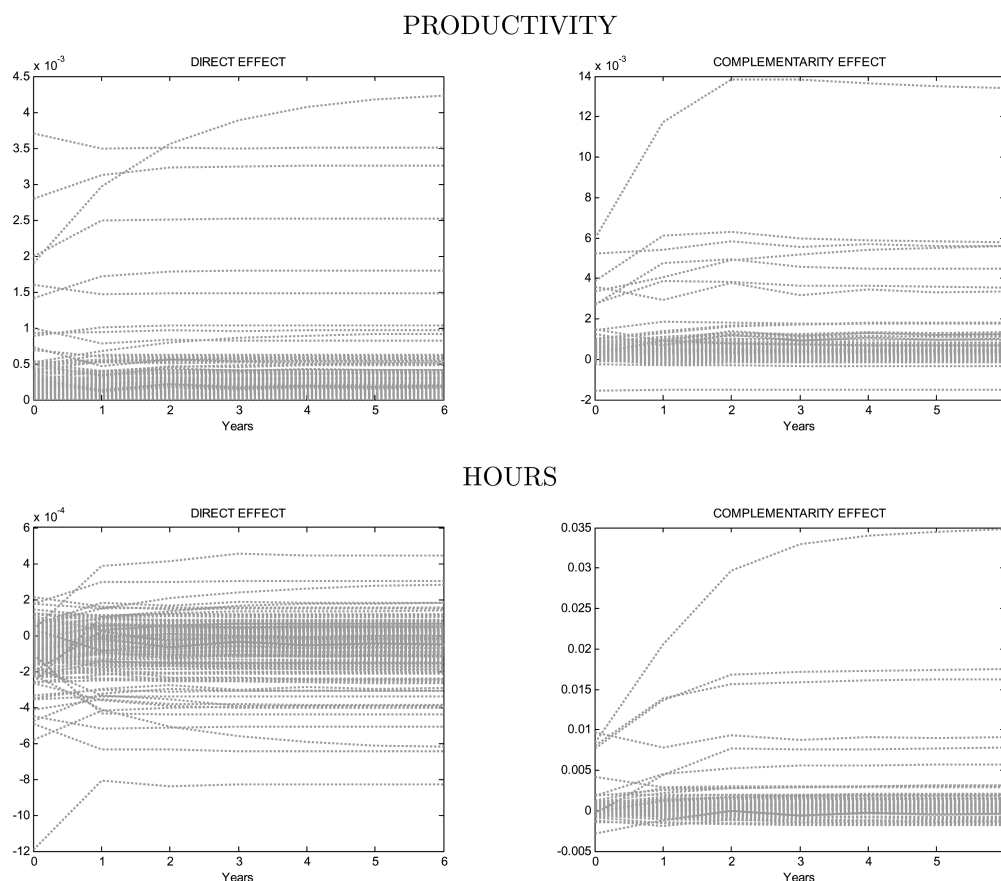 PRODUCTIVITY
DIRECT EFFECT
x 10^-3
4.5
4
3.5
3
2.5
2
1.5
1
0.5
0
0 1 2 3 4 5 6
Years
COMPLEMENTARITY EFFECT
x 10^-3
14
12
10
8
6
4
2
0
-2
0 1 2 3 4 5
Years
HOURS
DIRECT EFFECT
x 10^-4
6
4
2
0
-2
-4
-6
-8
-10
-12
0 1 2 3 4 5 6
Years
COMPLEMENTARITY EFFECT
0.035
0.03
0.025
0.02
0.015
0.01
0.005
0
-0.005
0 1 2 3 4 5
Years